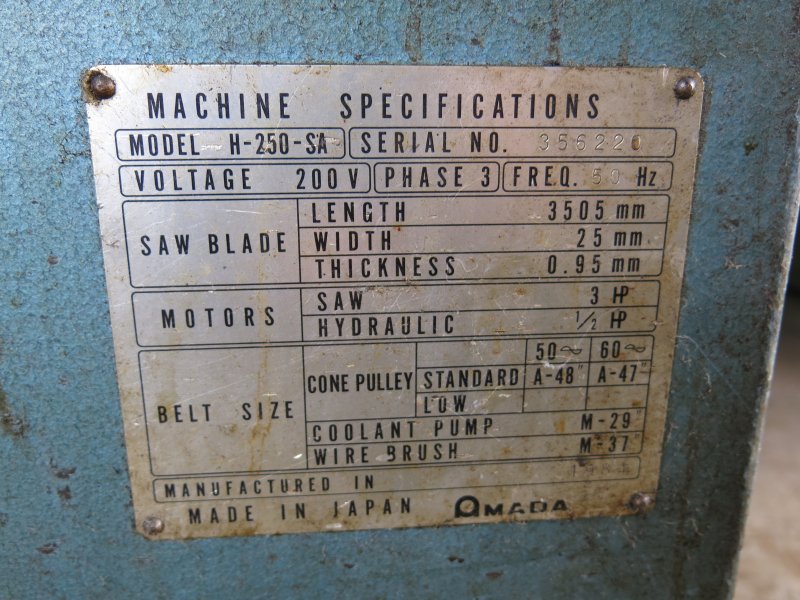 MACHINE SPECIFICATIONS
MODEL H-250-SA SERIAL NO. 356220
VOLTAGE 200V PHASE 3 FREQ. 50 Hz
SAW BLADE
LENGTH 3505 mm
WIDTH 25 mm
THICKNESS 0.95 mm
MOTORS
SAW 3 HP
HYDRAULIC 1/2 HP
BELT SIZE
50~ 60~
CONE PULLEY STANDARD A-48" A-47"
LOW
COOLANT PUMP M-29"
WIRE BRUSH M-37"
MANUFACTURED IN
MADE IN JAPAN AMADA